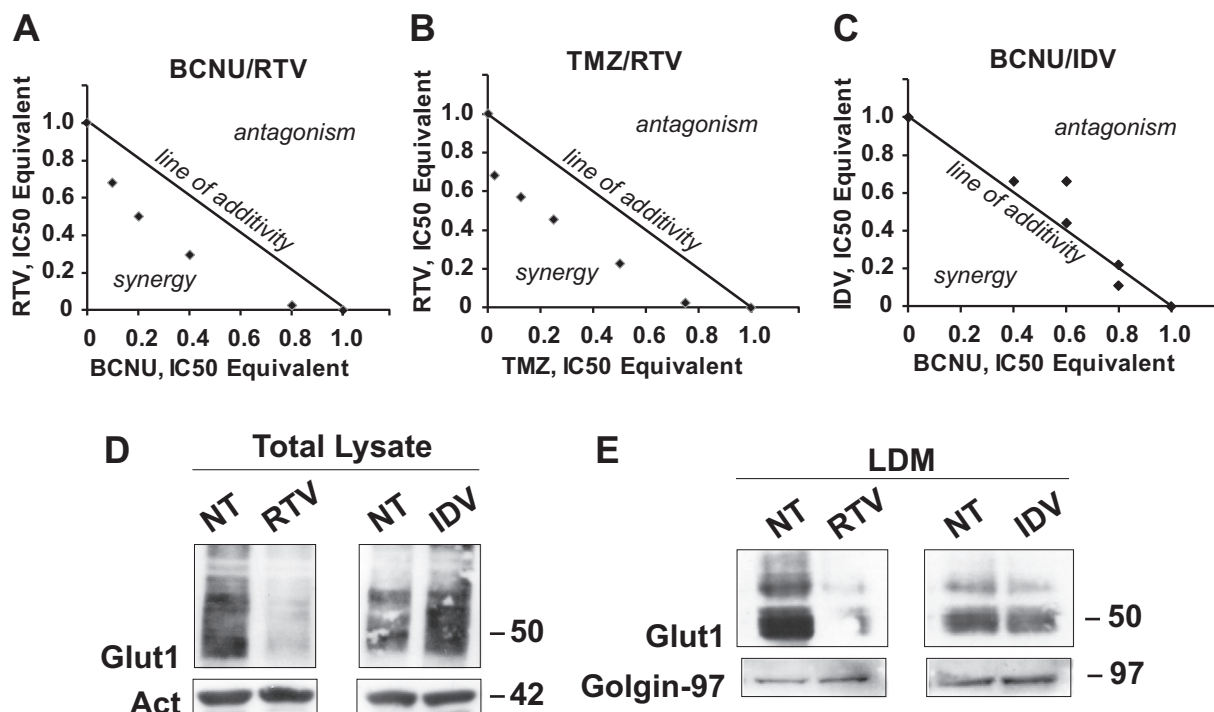 A
BCNU/RTV
RTV, IC50 Equivalent
1.0
0.8
0.6
0.4
0.2
0
antagonism
line of additivity
synergy
0 0.2 0.4 0.6 0.8 1.0
BCNU, IC50 Equivalent
B
TMZ/RTV
RTV, IC50 Equivalent
1.0
0.8
0.6
0.4
0.2
0
antagonism
line of additivity
synergy
0 0.2 0.4 0.6 0.8 1.0
TMZ, IC50 Equivalent
C
BCNU/IDV
IDV, IC50 Equivalent
1.0
0.8
0.6
0.4
0.2
0
antagonism
line of additivity
synergy
0 0.2 0.4 0.6 0.8 1.0
BCNU, IC50 Equivalent
D
Total Lysate
NT RTV NT IDV
Glut1 – 50
Act – 42
E
LDM
NT RTV NT IDV
Glut1 – 50
Golgin-97 – 97